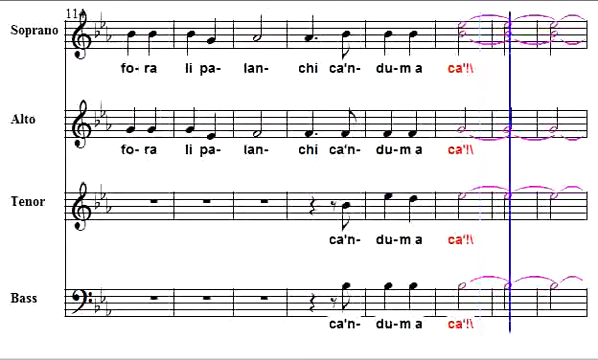 11
Soprano
fo- ra li pa- lan- chi ca'n- du-m a ca'!\
Alto
fo- ra li pa- lan- chi ca'n- du-m a ca'!\
Tenor
ca'n- du-m a ca'!\
Bass
ca'n- du-m a ca'!\